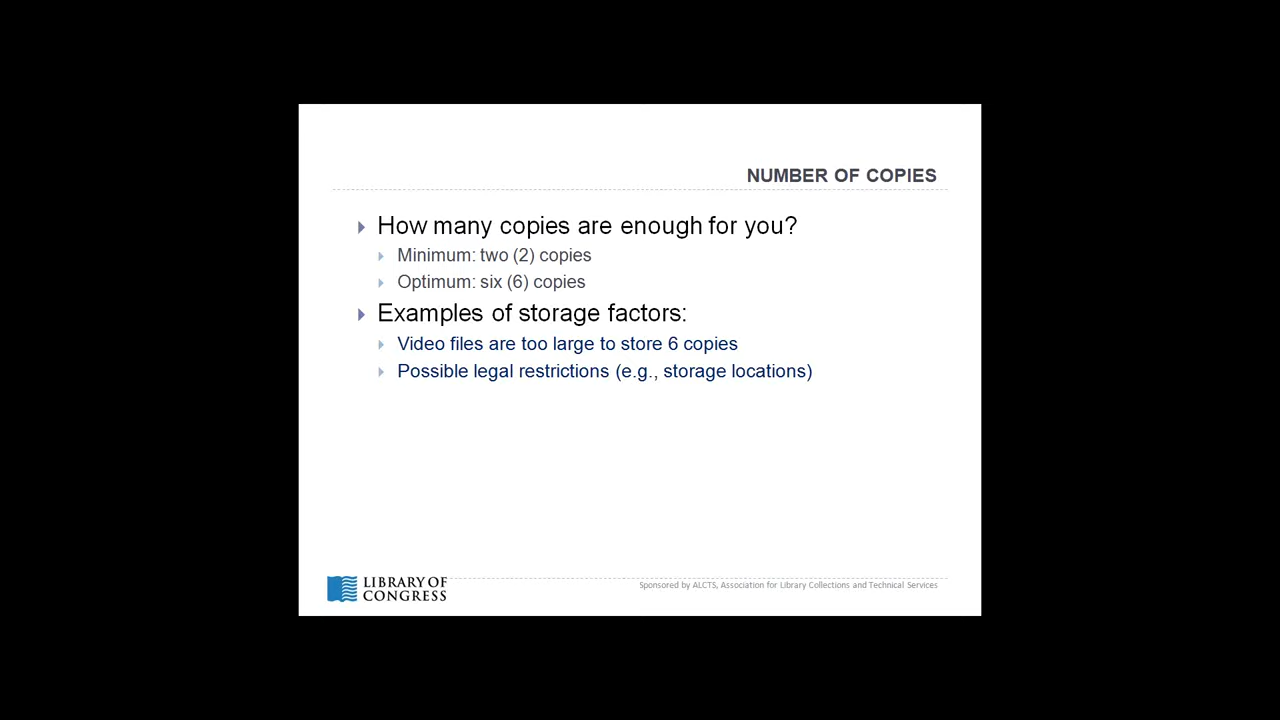 NUMBER OF COPIES
How many copies are enough for you?
Minimum: two (2) copies
Optimum: six (6) copies
Examples of storage factors:
Video files are too large to store 6 copies
Possible legal restrictions (e.g., storage locations)
LIBRARY OF
CONGRESS
Sponsored by ALCTS, Association for Library Collections and Technical Services